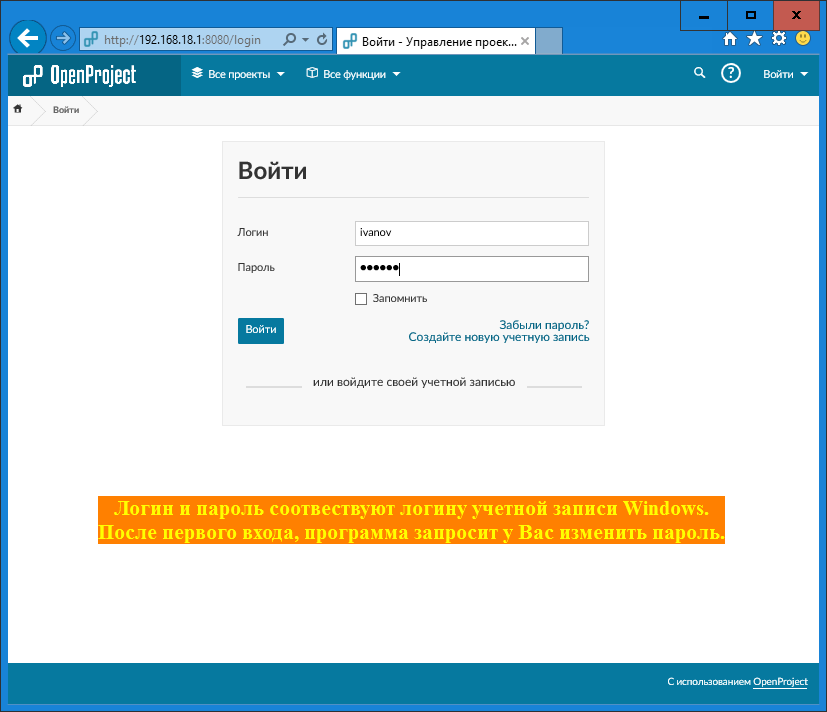 http://192.168.18.1:8080/login
Войти - Управление проек...
OpenProject
Все проекты
Все функции
?
Войти
Войти
Войти
Логин
ivanov
Пароль
••••••
Запомнить
Войти
Забыли пароль?
Создайте новую учетную запись
или войдите своей учетной записью
Логин и пароль соотвествуют логину учетной записи Windows.
После первого входа, программа запросит у Вас изменить пароль.
С использованием OpenProject